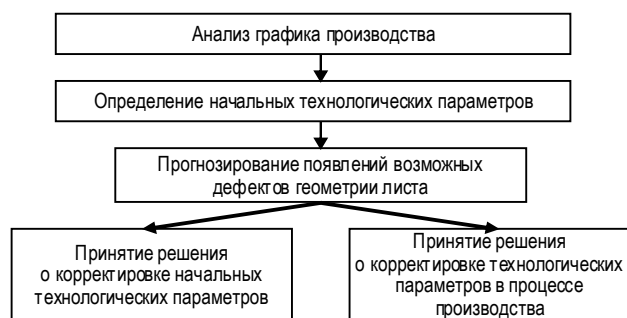 Анализ графика производства
Определение начальных технологических параметров
Прогнозирование появлений возможных
дефектов геометрии листа
Принятие решения
о корректировке начальных
технологических параметров
Принятие решения
о корректировке технологических
параметров в процессе
производства